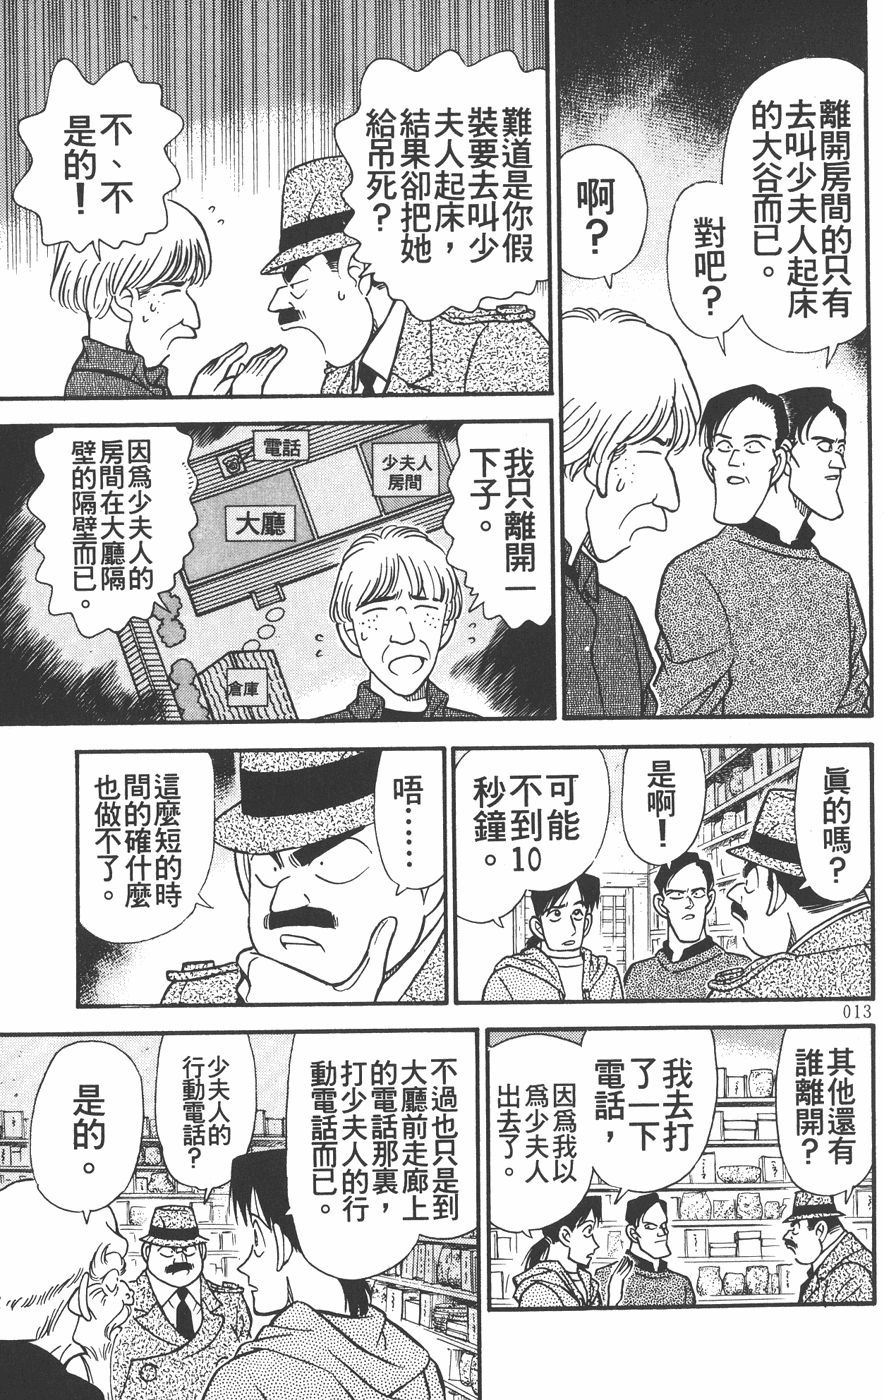 離開房間的只有
去叫少夫人起床
的大谷而已。
對吧？
啊？
難道是你假
裝要去叫少
夫人起床，
結果卻把她
給吊死？
不、不
是的！
我只離開一
下子。
電話
少夫人
房間
大廳
倉庫
因爲少夫人的
房間在大廳隔
壁的隔壁而已。
眞的嗎？
是啊！
可能
不到10
秒鐘。
唔……
這麼短的時
間的確什麼
也做不了。
013
其他還有
誰離開？
我去打
了一下
電話，
因爲我以
爲少夫人
出去了。
不過也只是到
大廳前走廊上
的電話那裏，
打少夫人的行
動電話而已。
少夫人的
行動電話？
是的。